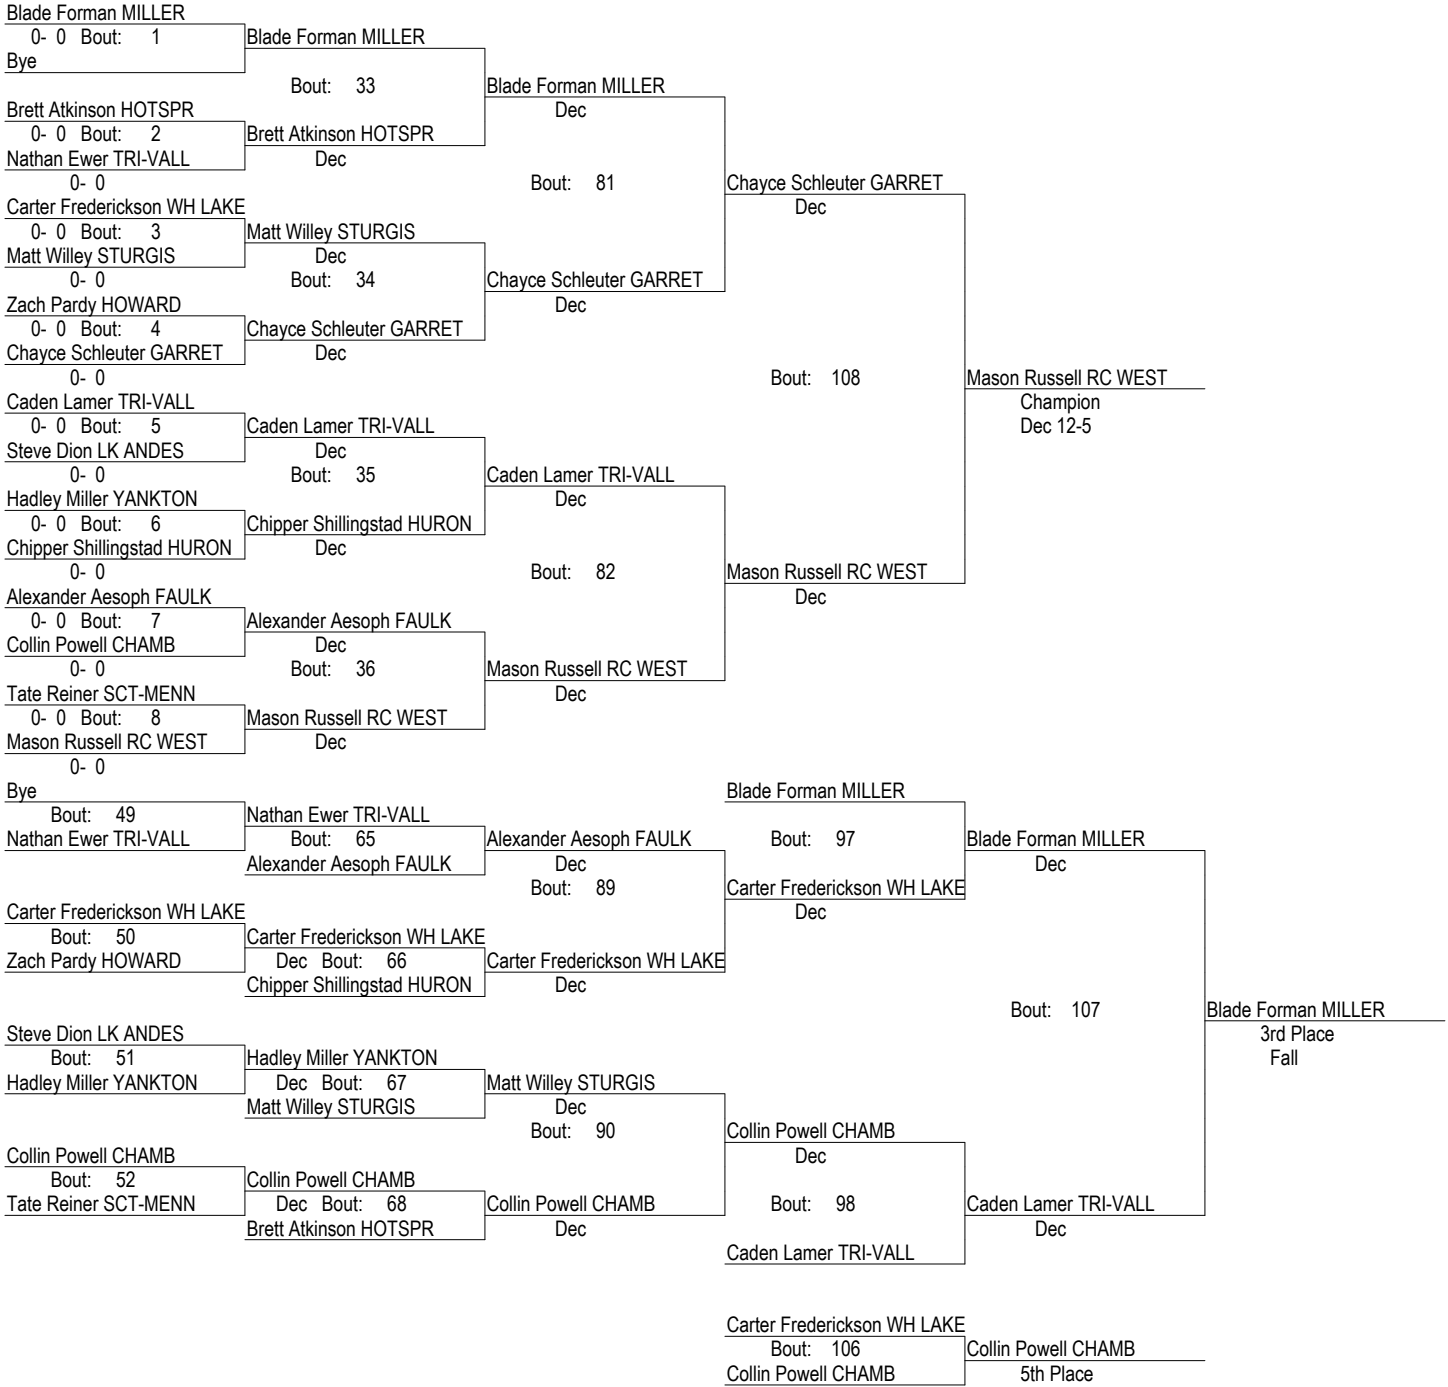 Blade Forman MILLER
0- 0 Bout: 1 Blade Forman MILLER
Bye
Bout: 33 Blade Forman MILLER
Brett Atkinson HOTSPR Dec
0- 0 Bout: 2 Brett Atkinson HOTSPR
Nathan Ewer TRI-VALL Dec
0- 0 Bout: 81 Chayce Schleuter GARRET
Carter Frederickson WH LAKE Dec
0- 0 Bout: 3 Matt Willey STURGIS
Matt Willey STURGIS Dec
0- 0 Bout: 34 Chayce Schleuter GARRET
Zach Pardy HOWARD Dec
0- 0 Bout: 4 Chayce Schleuter GARRET
Chayce Schleuter GARRET Dec
0- 0 Bout: 108 Mason Russell RC WEST
Caden Lamer TRI-VALL Champion
0- 0 Bout: 5 Caden Lamer TRI-VALL Dec 12-5
Steve Dion LK ANDES Dec
0- 0 Bout: 35 Caden Lamer TRI-VALL
Hadley Miller YANKTON Dec
0- 0 Bout: 6 Chipper Shillingstad HURON
Chipper Shillingstad HURON Dec
0- 0 Bout: 82 Mason Russell RC WEST
Alexander Aesoph FAULK Dec
0- 0 Bout: 7 Alexander Aesoph FAULK
Collin Powell CHAMB Dec
0- 0 Bout: 36 Mason Russell RC WEST
Tate Reiner SCT-MENN Dec
0- 0 Bout: 8 Mason Russell RC WEST
Mason Russell RC WEST Dec
0- 0
Bye Blade Forman MILLER
Bout: 49 Nathan Ewer TRI-VALL
Nathan Ewer TRI-VALL Bout: 65 Alexander Aesoph FAULK Bout: 97 Blade Forman MILLER
Alexander Aesoph FAULK Dec Dec
Bout: 89 Carter Frederickson WH LAKE
Carter Frederickson WH LAKE Dec
Bout: 50 Carter Frederickson WH LAKE
Zach Pardy HOWARD Dec Bout: 66 Carter Frederickson WH LAKE
Chipper Shillingstad HURON Dec
Bout: 107 Blade Forman MILLER
Steve Dion LK ANDES 3rd Place
Bout: 51 Hadley Miller YANKTON Fall
Hadley Miller YANKTON Dec Bout: 67 Matt Willey STURGIS
Matt Willey STURGIS Dec
Bout: 90 Collin Powell CHAMB
Collin Powell CHAMB Dec
Bout: 52 Collin Powell CHAMB
Tate Reiner SCT-MENN Dec Bout: 68 Collin Powell CHAMB Bout: 98 Caden Lamer TRI-VALL
Brett Atkinson HOTSPR Dec Dec
Caden Lamer TRI-VALL
Carter Frederickson WH LAKE
Bout: 106 Collin Powell CHAMB
Collin Powell CHAMB 5th Place